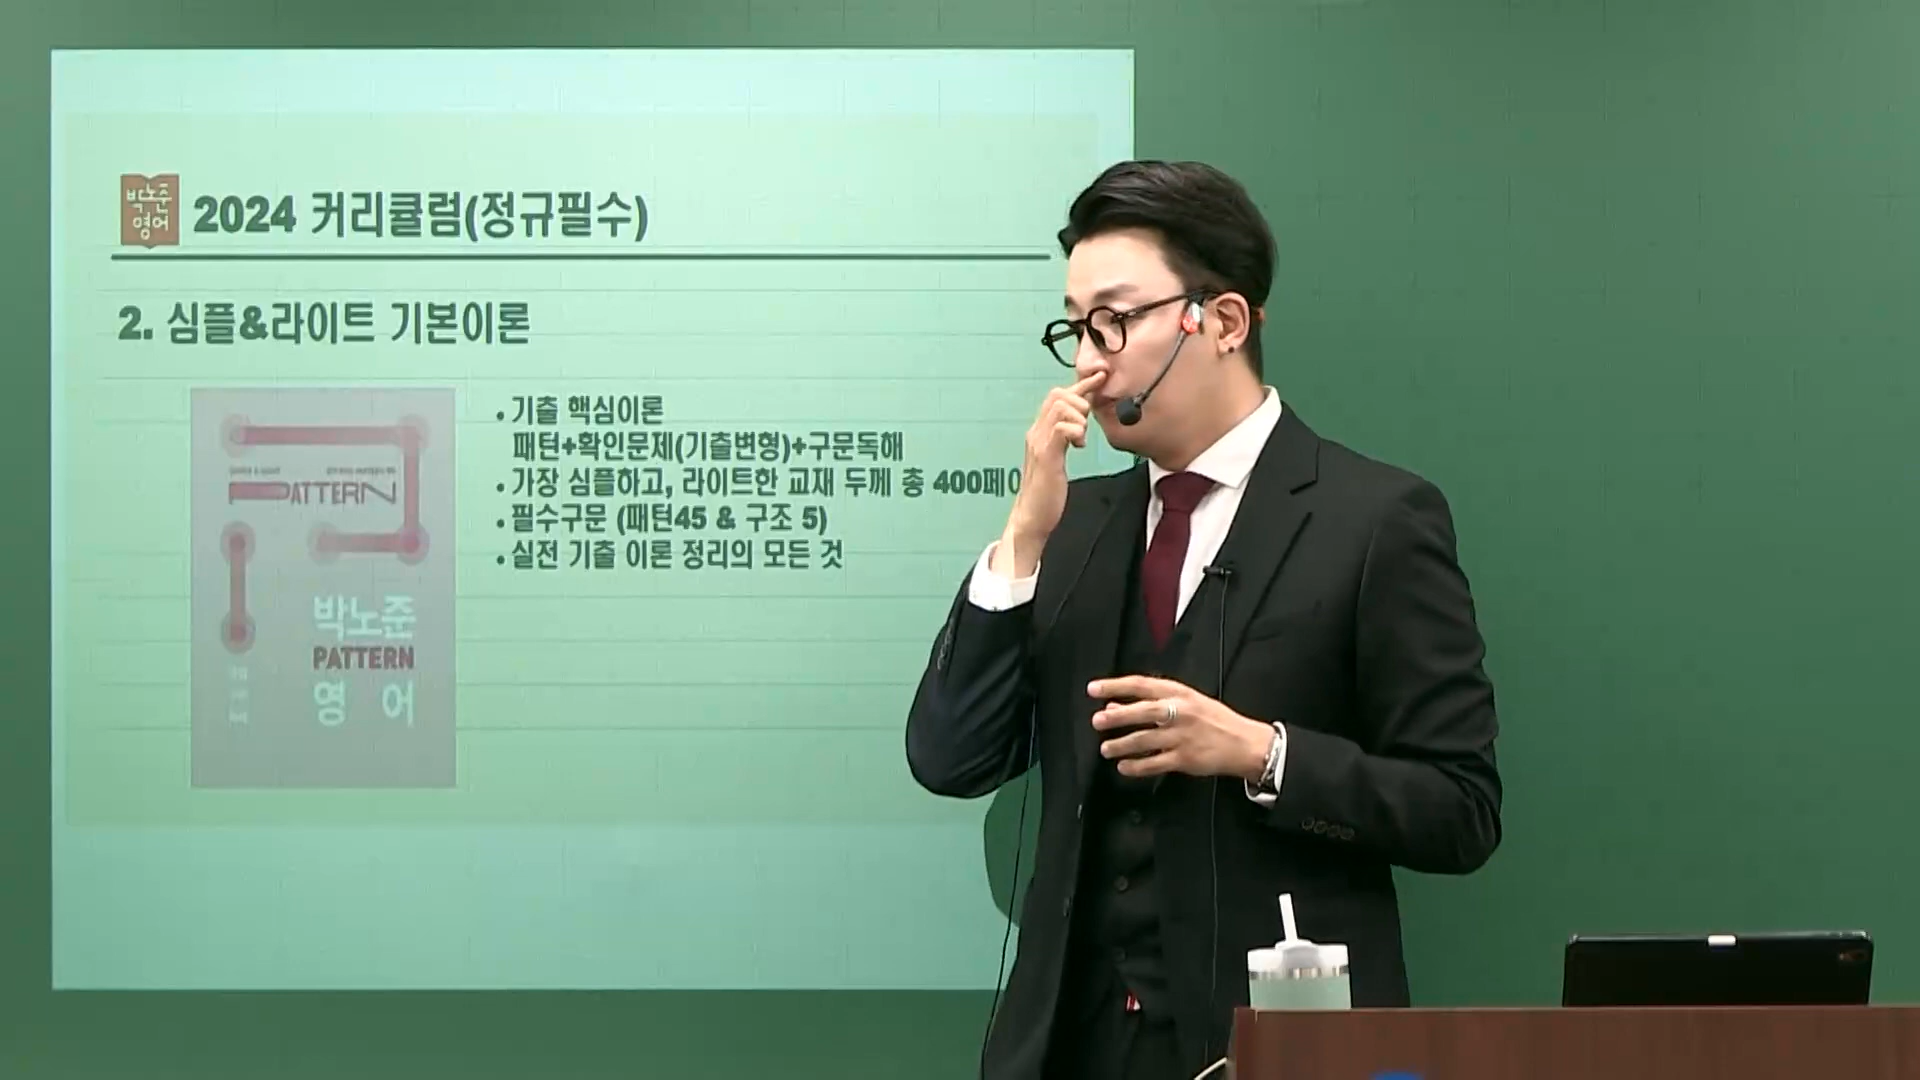 박노준
영어
2024 커리큘럼(정규필수)
2. 심플&라이트 기본이론
• 기출 핵심이론
패턴+확인문제(기출변형)+구문독해
• 가장 심플하고, 라이트한 교재 두께 총 400페이
• 필수구문 (패턴45 & 구조 5)
• 실전 기출 이론 정리의 모든 것
PATTERN
박노준
PATTERN
영 어